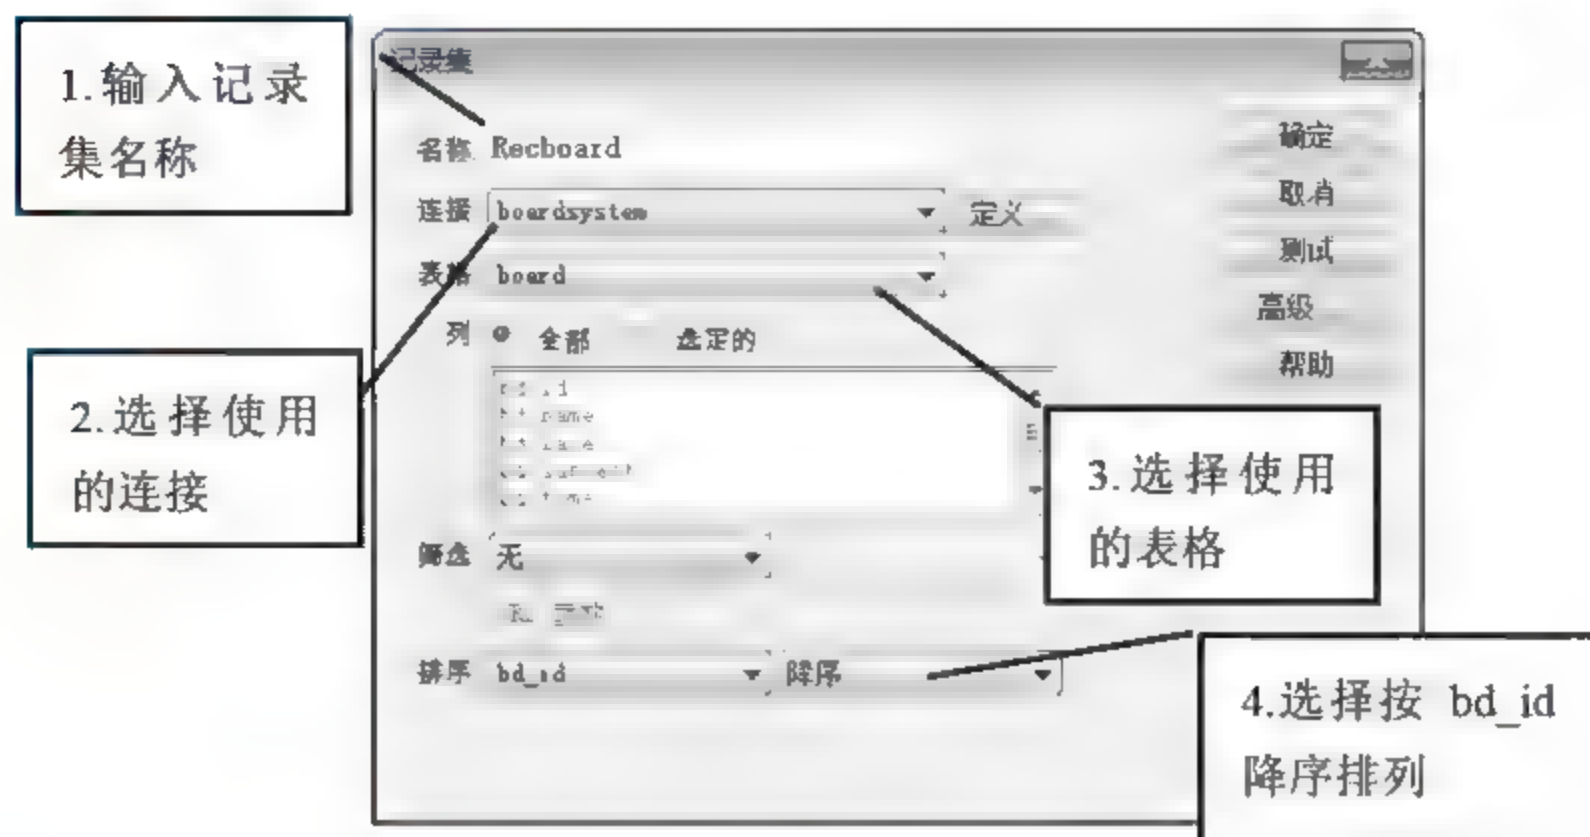 1.输入记录
集名称
记录集
名称 Recboard
连接 boardsystem 定义
表格 board
列 全部 选定的
name
筛选 无
排序 bd_id 降序
确定
取消
测试
高级
帮助
2.选择使用
的连接
3.选择使用
的表格
4.选择按 bd_id
降序排列